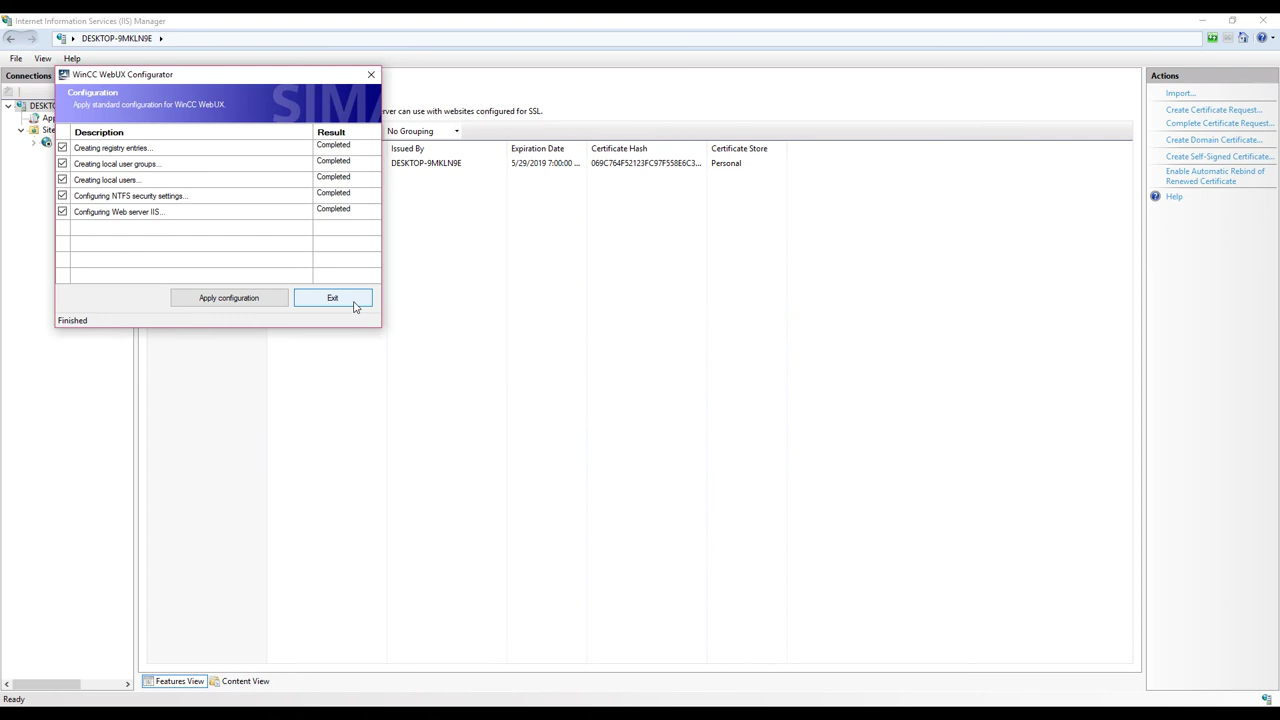 Internet Information Services (IIS) Manager
DESKTOP-9MKLN9E
File View Help
Connections
DESKT
App
Site
WinCC WebUX Configurator
Configuration
Apply standard configuration for WinCC WebUX.
SIMA
Description Result
Creating registry entries... Completed
Creating local user groups... Completed
Creating local users... Completed
Configuring NTFS security settings... Completed
Configuring Web server IIS... Completed
Apply configuration Exit
Finished
erver can use with websites configured for SSL.
No Grouping
Issued By Expiration Date Certificate Hash Certificate Store
DESKTOP-9MKLN9E 5/29/2019 7:00:00 ... 069C764F52123FC97F558E6C3... Personal
Actions
Import...
Create Certificate Request...
Complete Certificate Request...
Create Domain Certificate...
Create Self-Signed Certificate...
Enable Automatic Rebind of
Renewed Certificate
Help
Features View Content View
Ready